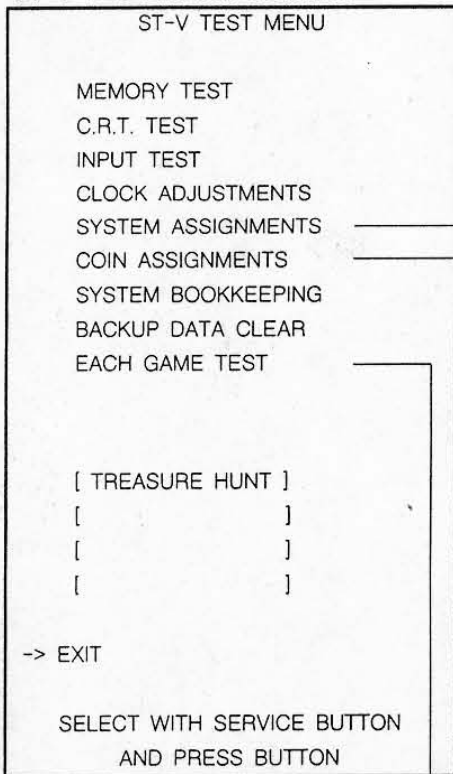 ST-V TEST MENU
MEMORY TEST
C.R.T. TEST
INPUT TEST
CLOCK ADJUSTMENTS
SYSTEM ASSIGNMENTS
COIN ASSIGNMENTS
SYSTEM BOOKKEEPING
BACKUP DATA CLEAR
EACH GAME TEST
[ TREASURE HUNT ]
[ ]
[ ]
[ ]
-> EXIT
SELECT WITH SERVICE BUTTON
AND PRESS BUTTON